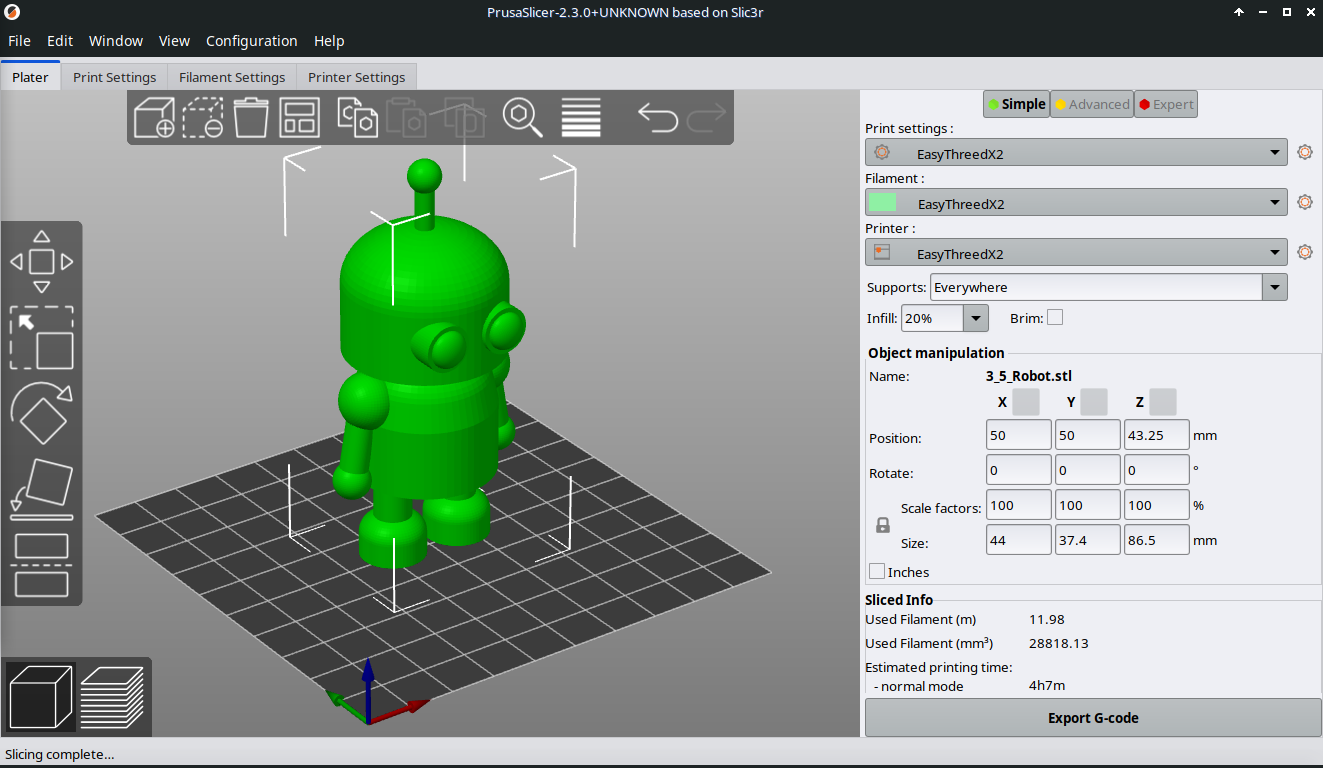 PrusaSlicer-2.3.0+UNKNOWN based on Slic3r
File Edit Window View Configuration Help
Plater Print Settings Filament Settings Printer Settings
Simple Advanced Expert
Print settings :
EasyThreedX2
Filament :
EasyThreedX2
Printer :
EasyThreedX2
Supports: Everywhere
Infill: 20% Brim:
Object manipulation
Name: 3_5_Robot.stl
X Y Z
Position: 50 50 43.25 mm
Rotate: 0 0 0 °
Scale factors: 100 100 100 %
Size: 44 37.4 86.5 mm
Inches
Sliced Info
Used Filament (m) 11.98
Used Filament (mm³) 28818.13
Estimated printing time:
- normal mode 4h7m
Export G-code
Slicing complete...